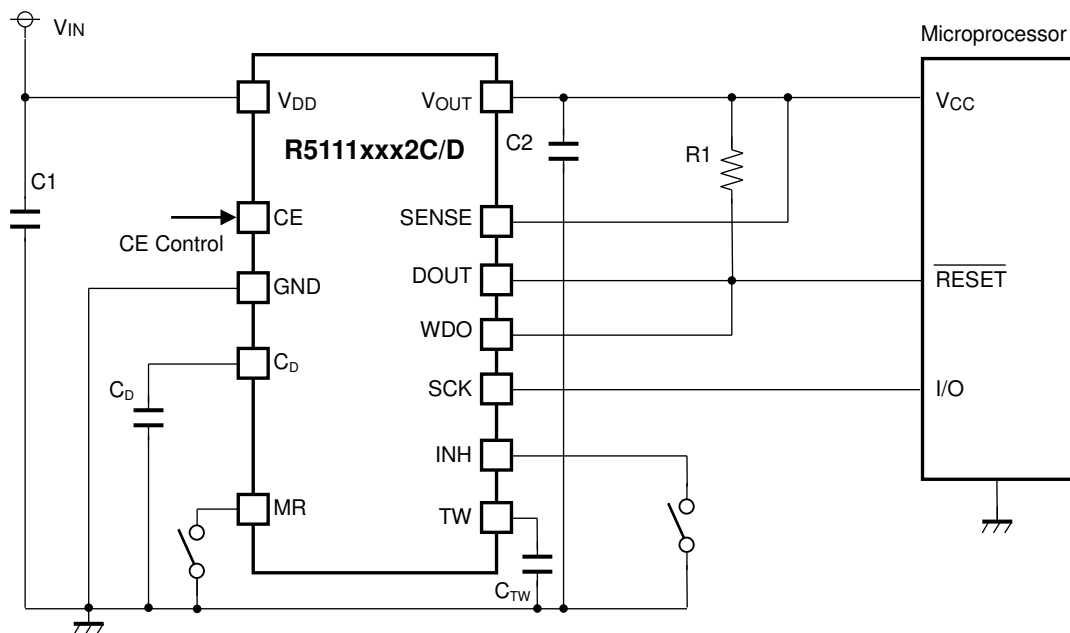 VIN
Microprocessor
VDD
VOUT
VCC
R5111xxx2C/D
C2
R1
C1
CE
SENSE
CE Control
GND
DOUT
RESET
WDO
CD
CD
SCK
I/O
INH
MR
TW
CTW